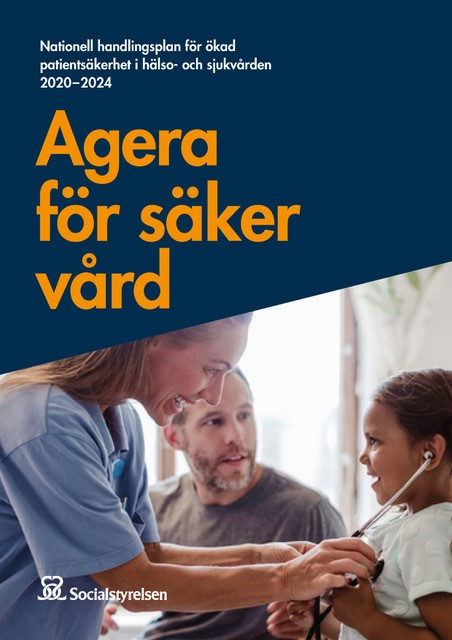 Nationell handlingsplan för ökad
patientsäkerhet i hälso- och sjukvården
2020–2024
Agera
för säker
vård
Socialstyrelsen